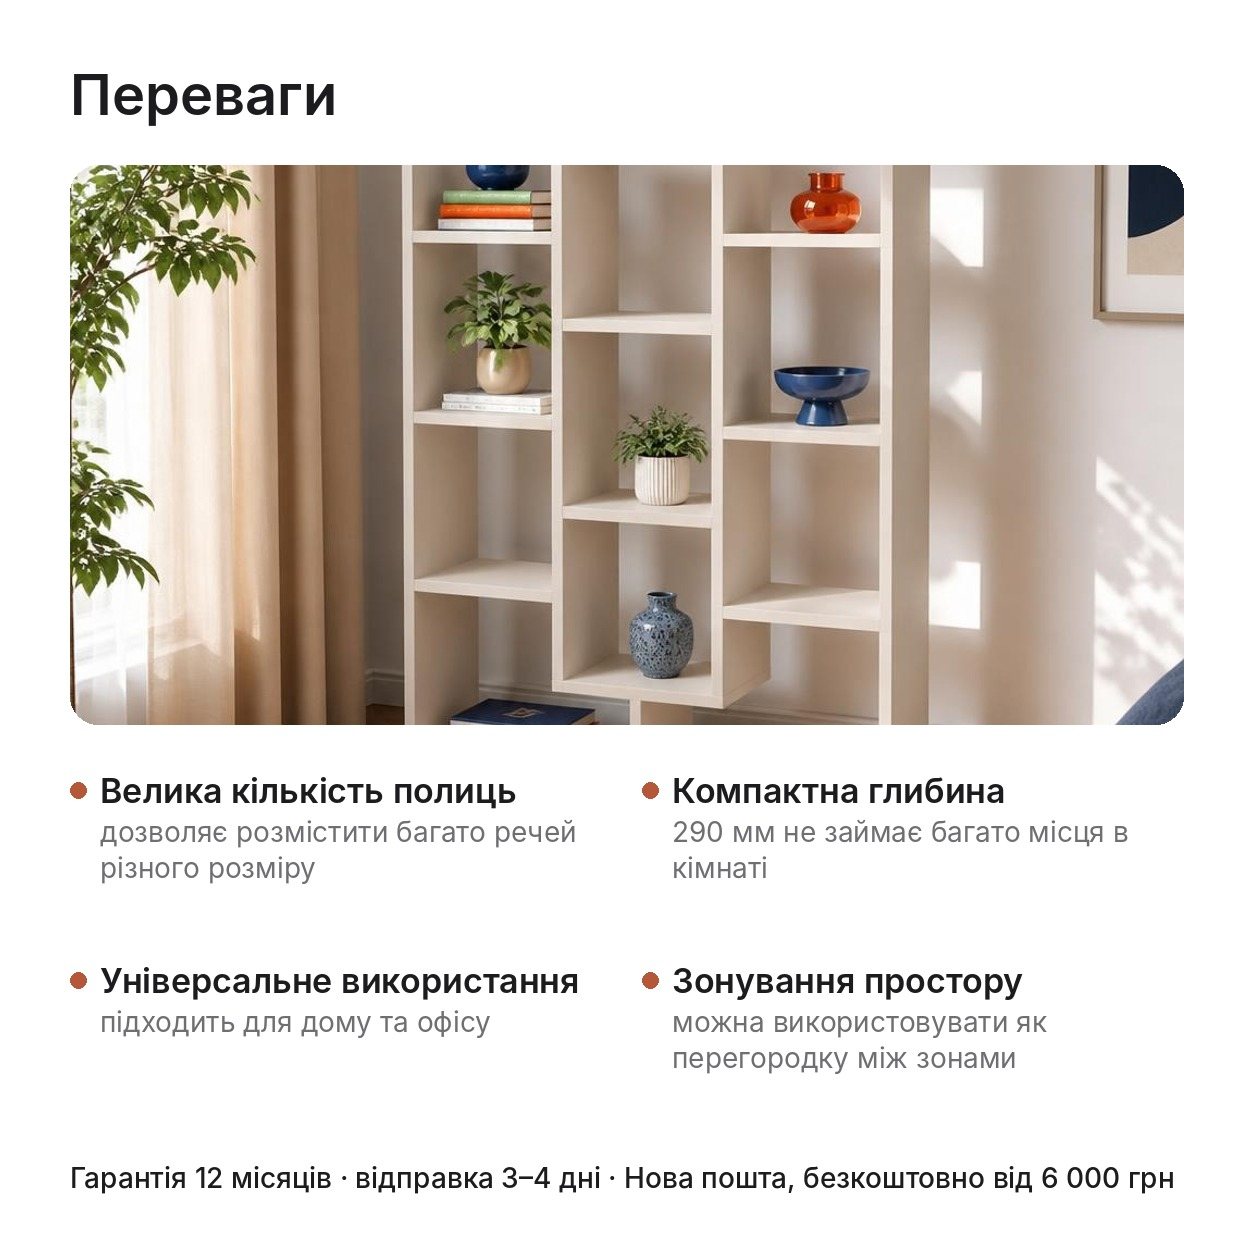 Переваги
Велика кількість полиць
дозволяє розмістити багато речей
різного розміру
Компактна глибина
290 мм не займає багато місця в
кімнаті
Універсальне використання
підходить для дому та офісу
Зонування простору
можна використовувати як
перегородку між зонами
Гарантія 12 місяців · відправка 3–4 дні · Нова пошта, безкоштовно від 6 000 грн